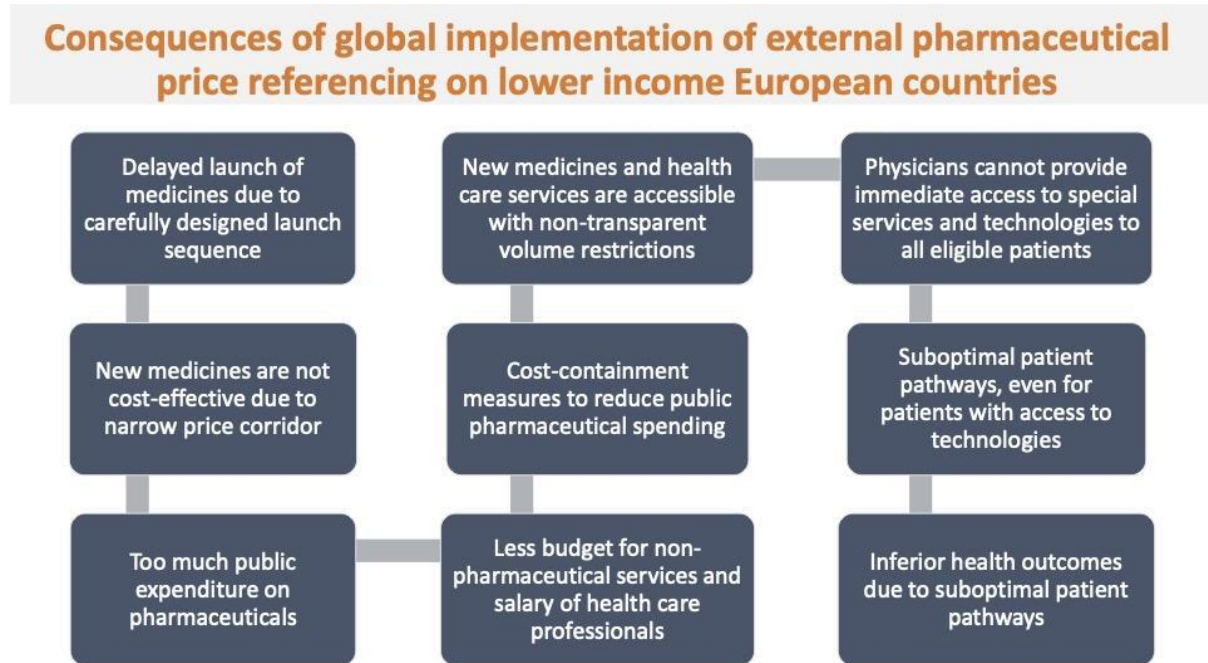 Consequences of global implementation of external pharmaceutical
price referencing on lower income European countries
Delayed launch of
medicines due to
carefully designed launch
sequence
New medicines are not
cost-effective due to
narrow price corridor
Too much public
expenditure on
pharmaceuticals
Less budget for non-
pharmaceutical services and
salary of health care
professionals
Cost-containment
measures to reduce public
pharmaceutical spending
New medicines and health
care services are accessible
with non-transparent
volume restrictions
Physicians cannot provide
immediate access to special
services and technologies to
all eligible patients
Suboptimal patient
pathways, even for
patients with access to
technologies
Inferior health outcomes
due to suboptimal patient
pathways